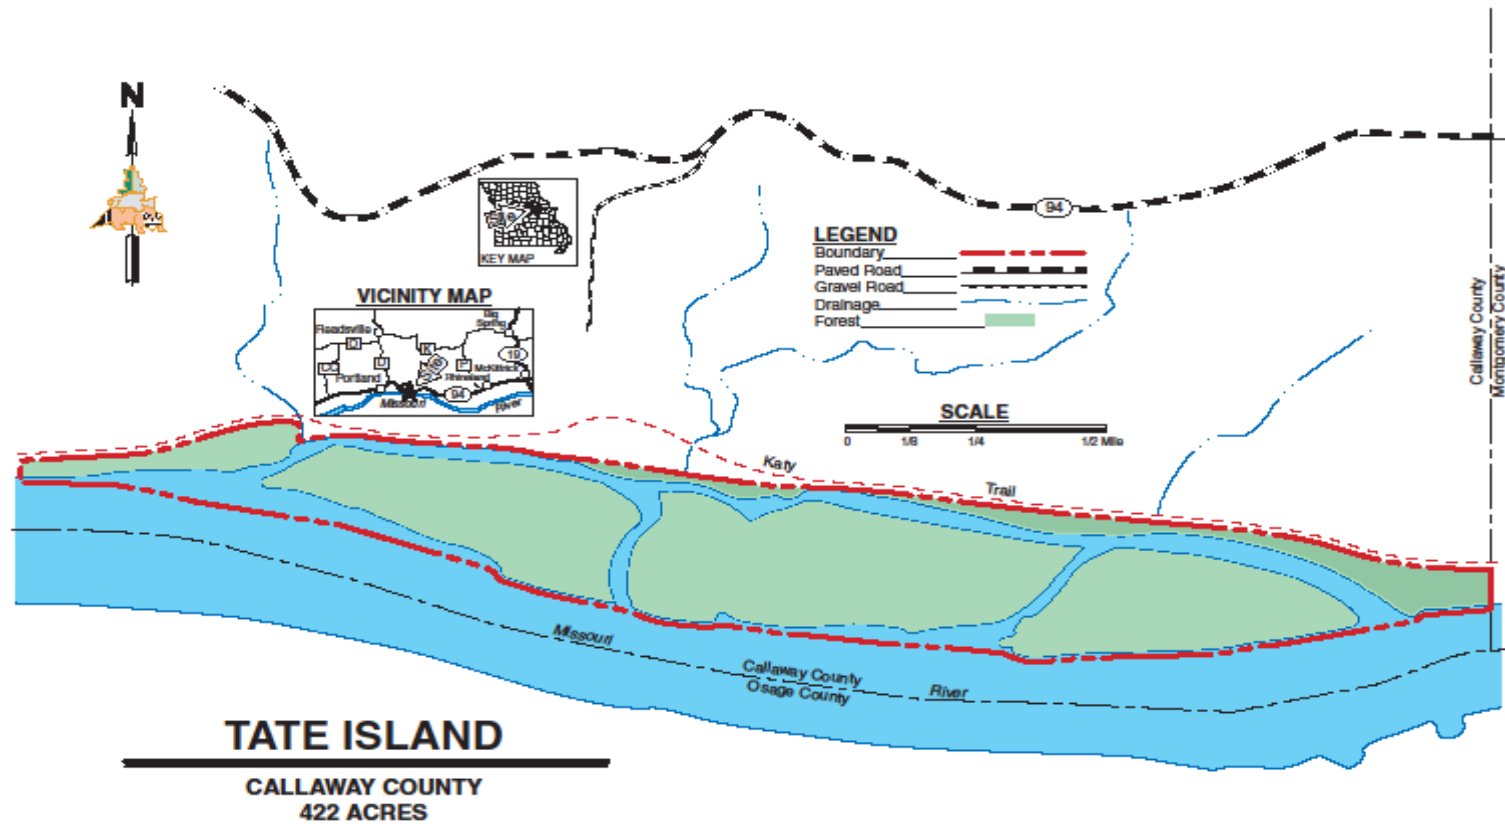 N
94
KEY MAP
VICINITY MAP
Readsville
Big
Spring
O
K
D
P
19
CC
McKittrick
Portland
Rhineland
94
Missouri
River
LEGEND
Boundary
Paved Road
Gravel Road
Drainage
Forest
SCALE
0 1/8 1/4 1/2 Mile
Callaway County
Montgomery County
Katy
Trail
Missouri
River
Callaway County
Osage County
TATE ISLAND
CALLAWAY COUNTY
422 ACRES